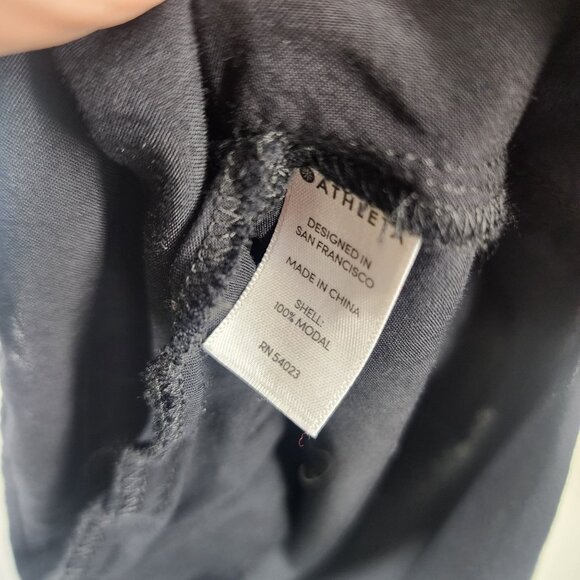 ATHLETA
DESIGNED IN
SAN FRANCISCO
MADE IN CHINA
SHELL:
100% MODAL
RN 54023